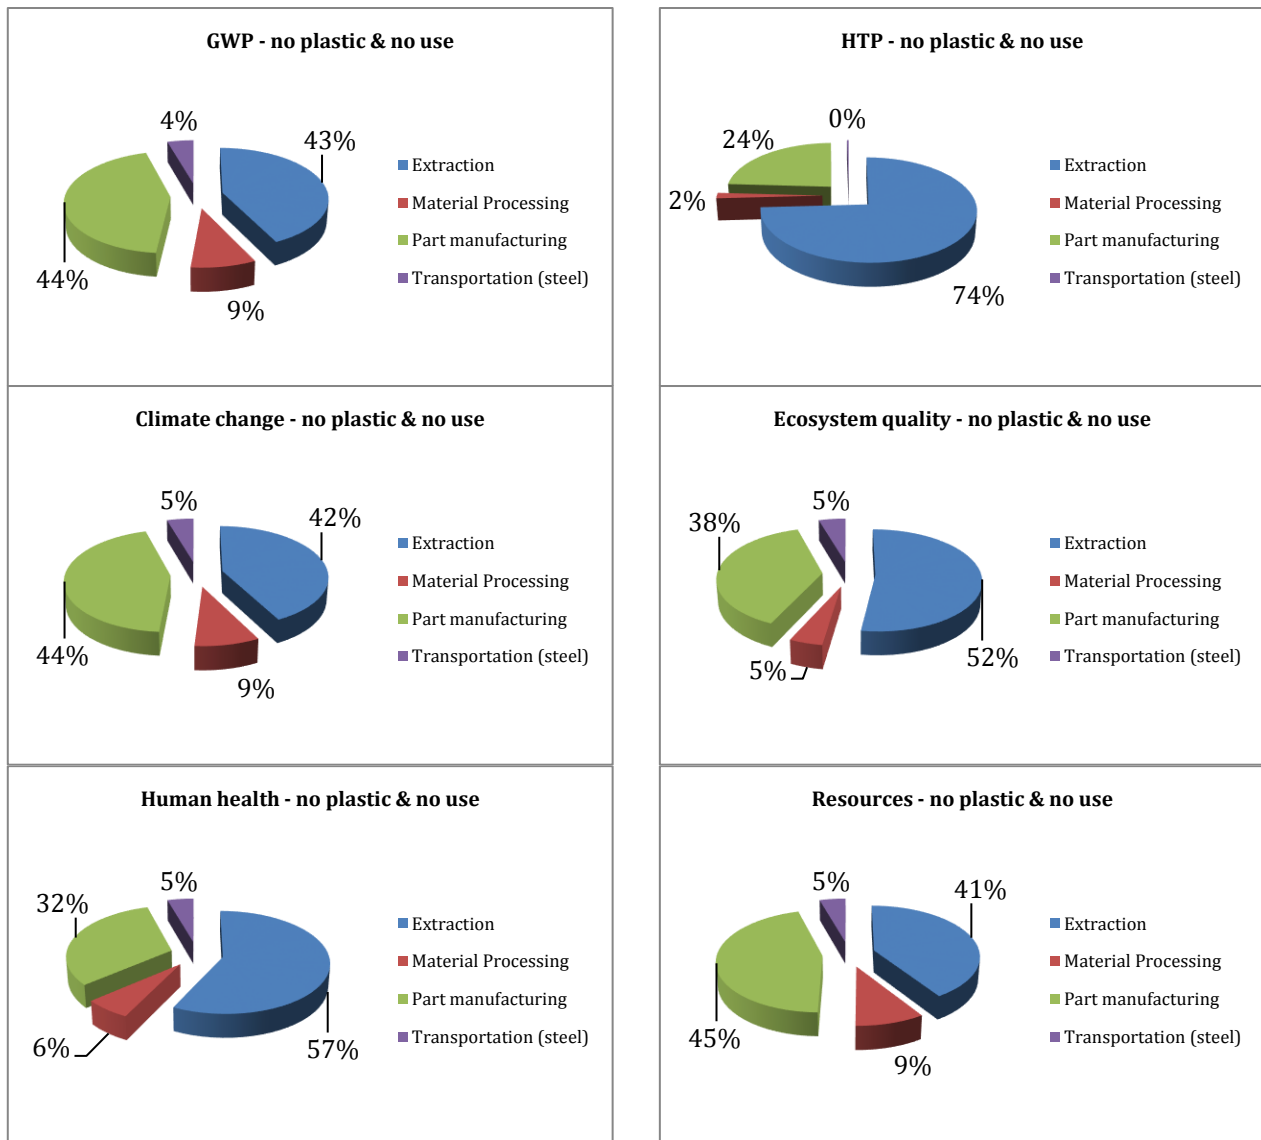 GWP - no plastic & no use
4%
43%
44%
9%
Extraction
Material Processing
Part manufacturing
Transportation (steel)
HTP - no plastic & no use
0%
24%
2%
74%
Extraction
Material Processing
Part manufacturing
Transportation (steel)
Climate change - no plastic & no use
5%
42%
44%
9%
Extraction
Material Processing
Part manufacturing
Transportation (steel)
Ecosystem quality - no plastic & no use
5%
38%
52%
5%
Extraction
Material Processing
Part manufacturing
Transportation (steel)
Human health - no plastic & no use
5%
32%
6%
57%
Extraction
Material Processing
Part manufacturing
Transportation (steel)
Resources - no plastic & no use
5%
41%
45%
9%
Extraction
Material Processing
Part manufacturing
Transportation (steel)